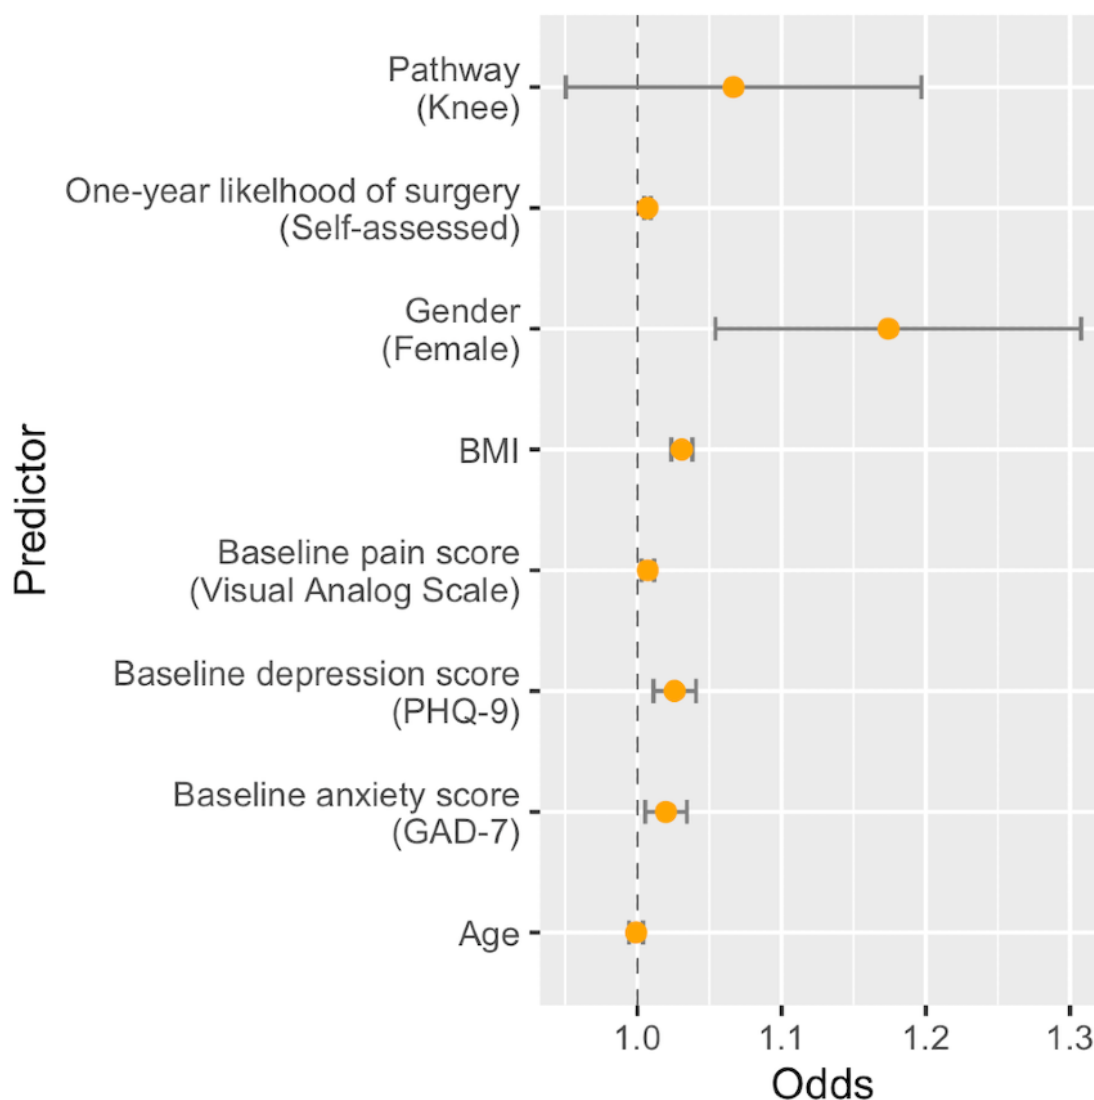 Pathway
(Knee)
One-year likelhood of surgery
(Self-assessed)
Gender
(Female)
BMI
Baseline pain score
(Visual Analog Scale)
Baseline depression score
(PHQ-9)
Baseline anxiety score
(GAD-7)
Age
Predictor
1.0 1.1 1.2 1.3
Odds